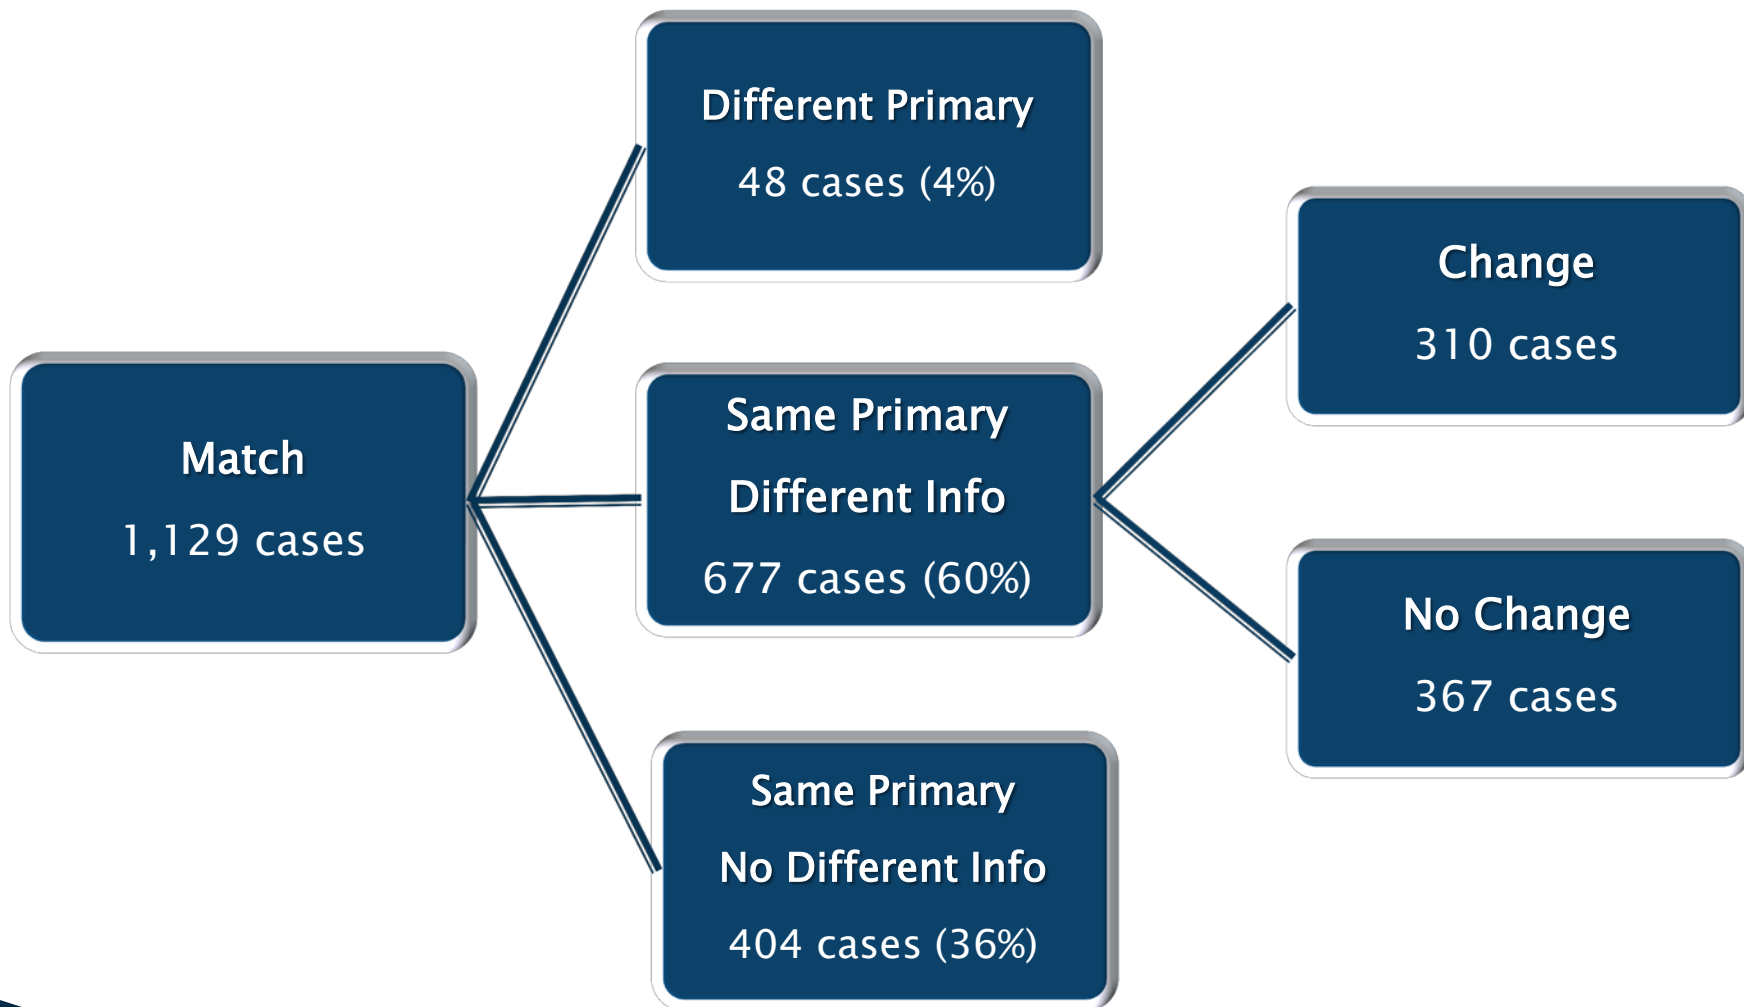 Different Primary
48 cases (4%)
Change
310 cases
Match
1,129 cases
Same Primary
Different Info
677 cases (60%)
No Change
367 cases
Same Primary
No Different Info
404 cases (36%)